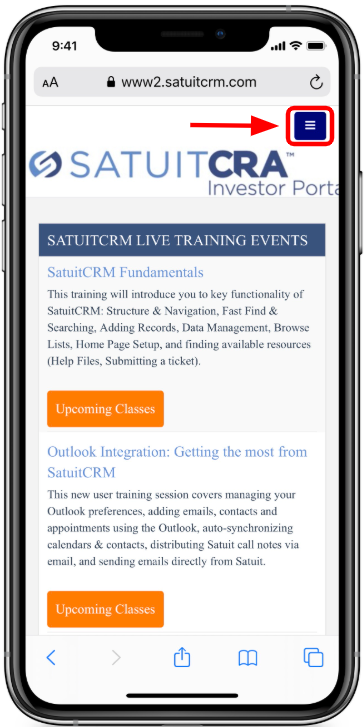 9:41
AA www2.satuitcrm.com
SATUITCRA™
Investor Porta
SATUITCRM LIVE TRAINING EVENTS
SatuitCRM Fundamentals
This training will introduce you to key functionality of
SatuitCRM: Structure & Navigation, Fast Find &
Searching, Adding Records, Data Management, Browse
Lists, Home Page Setup, and finding available resources
(Help Files, Submitting a ticket).
Upcoming Classes
Outlook Integration: Getting the most from
SatuitCRM
This new user training session covers managing your
Outlook preferences, adding emails, contacts and
appointments using the Outlook, auto-synchronizing
calendars & contacts, distributing Satuit call notes via
email, and sending emails directly from Satuit.
Upcoming Classes